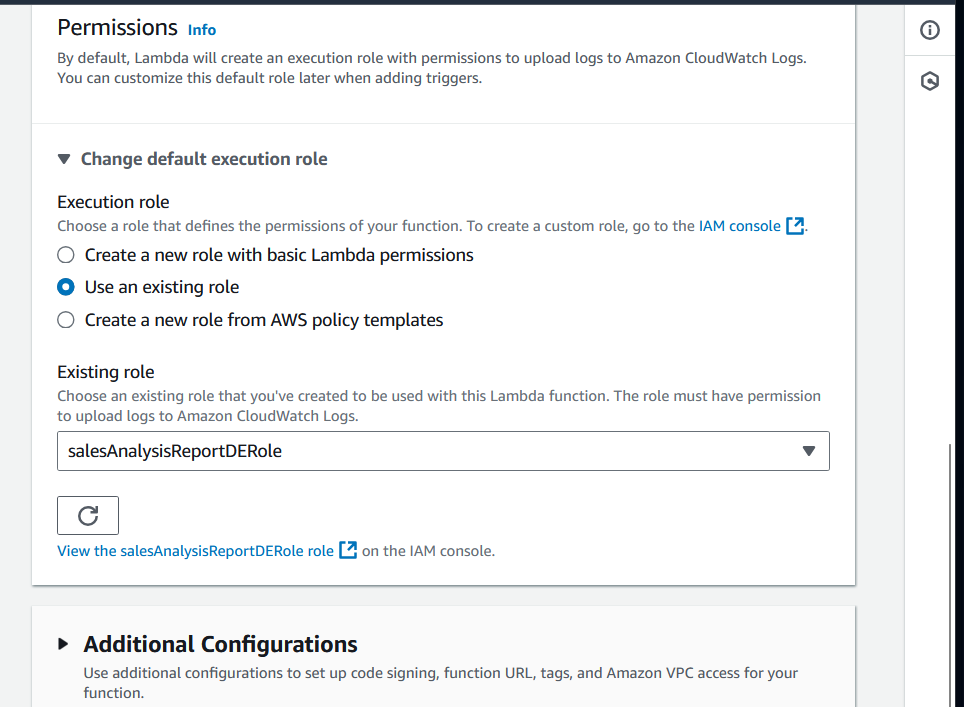 Permissions Info
By default, Lambda will create an execution role with permissions to upload logs to Amazon CloudWatch Logs.
You can customize this default role later when adding triggers.
Change default execution role
Execution role
Choose a role that defines the permissions of your function. To create a custom role, go to the IAM console.
Create a new role with basic Lambda permissions
Use an existing role
Create a new role from AWS policy templates
Existing role
Choose an existing role that you've created to be used with this Lambda function. The role must have permission
to upload logs to Amazon CloudWatch Logs.
salesAnalysisReportDERole
View the salesAnalysisReportDERole role on the IAM console.
Additional Configurations
Use additional configurations to set up code signing, function URL, tags, and Amazon VPC access for your
function.